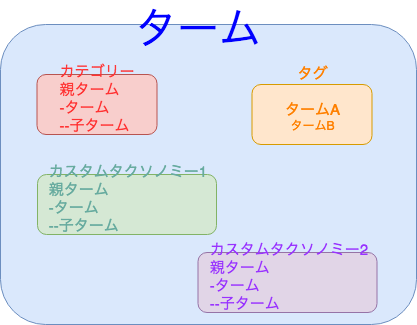 ターム
カテゴリー
親ターム
-ターム
--子ターム
タグ
タームA
タームB
カスタムタクソノミー1
親ターム
-ターム
--子ターム
カスタムタクソノミー2
親ターム
-ターム
--子ターム